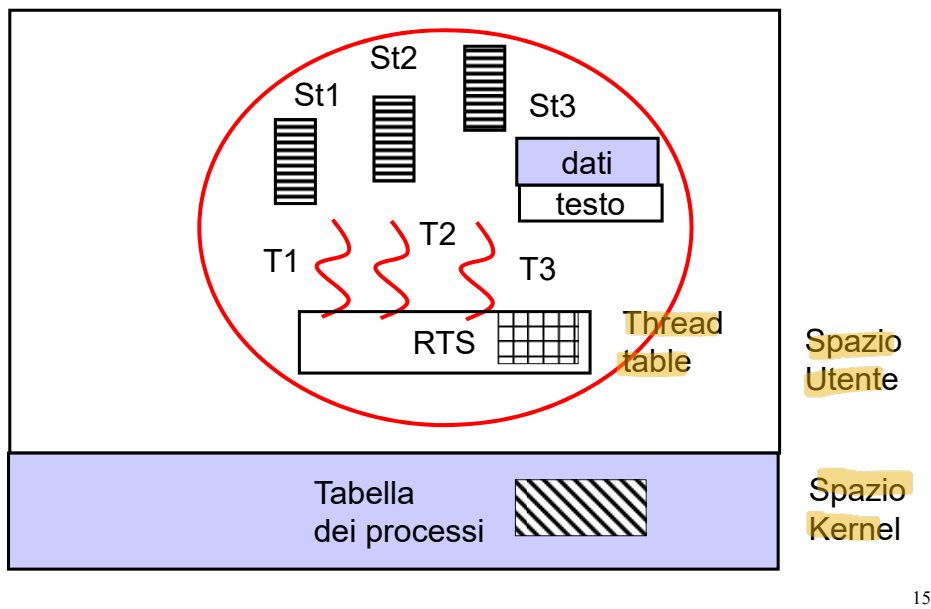 St2
St1
St3
dati
testo
T2
T1
T3
RTS
Thread
table
Spazio
Utente
Tabella
dei processi
Spazio
Kernel
15